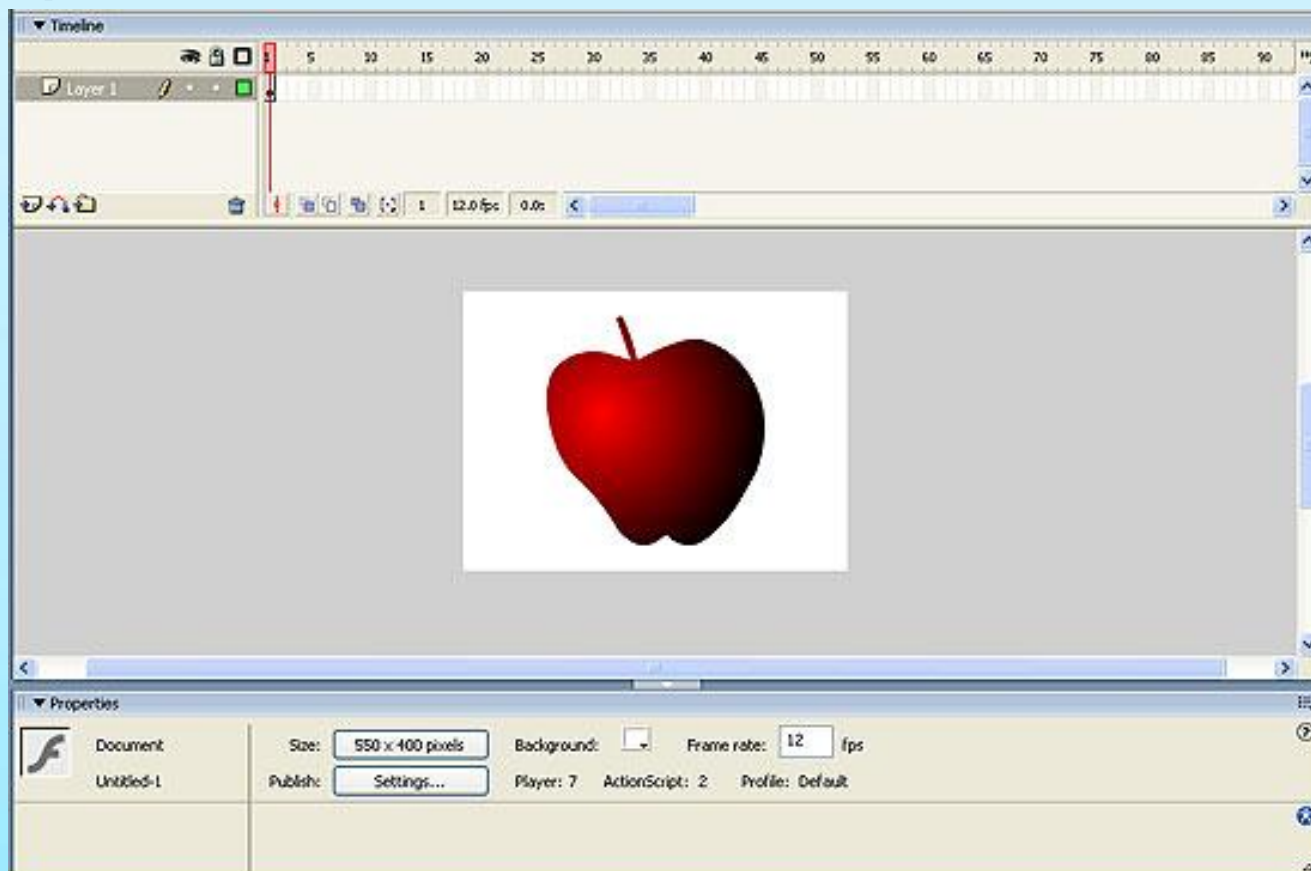 Timeline
5 10 15 20 25 30 35 40 45 50 55 60 65 70 75 80 85 90
Layer 1
1 12.0 fps 0.0s
Properties
Document Size: 550 x 400 pixels Background: Frame rate: 12 fps
Untitled-1 Publish: Settings... Player: 7 ActionScript: 2 Profile: Default